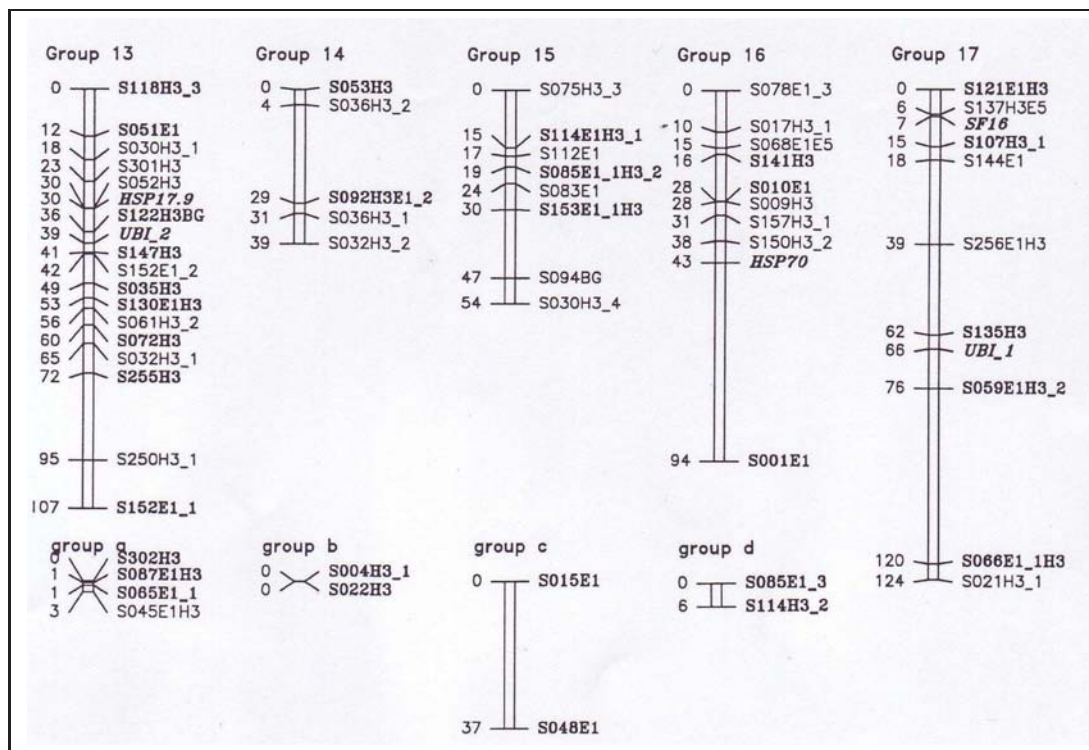 Group 13
0 S118H3_3
12 S051E1
18 S030H3_1
23 S301H3
30 S052H3
30 HSP17.9
36 S122H3BG
39 UBI_2
41 S147H3
42 S152E1_2
49 S035H3
53 S130E1H3
56 S061H3_2
60 S072H3
65 S032H3_1
72 S255H3
95 S250H3_1
107 S152E1_1
Group 14
0 S053H3
4 S036H3_2
29 S092H3E1_2
31 S036H3_1
39 S032H3_2
Group 15
0 S075H3_3
15 S114E1H3_1
17 S112E1
19 S085E1_1H3_2
24 S083E1
30 S153E1_1H3
47 S094BG
54 S030H3_4
Group 16
0 S078E1_3
10 S017H3_1
15 S068E1E5
16 S141H3
28 S010E1
28 S009H3
31 S157H3_1
38 S150H3_2
43 HSP70
94 S001E1
Group 17
0 S121E1H3
6 S137H3E5
7 SF16
15 S107H3_1
18 S144E1
39 S256E1H3
62 S135H3
66 UBI_1
76 S059E1H3_2
120 S066E1_1H3
124 S021H3_1
group a
0 S302H3
1 S087E1H3
1 S065E1_1
3 S045E1H3
group b
0 S004H3_1
0 S022H3
group c
0 S015E1
37 S048E1
group d
0 S085E1_3
6 S114H3_2